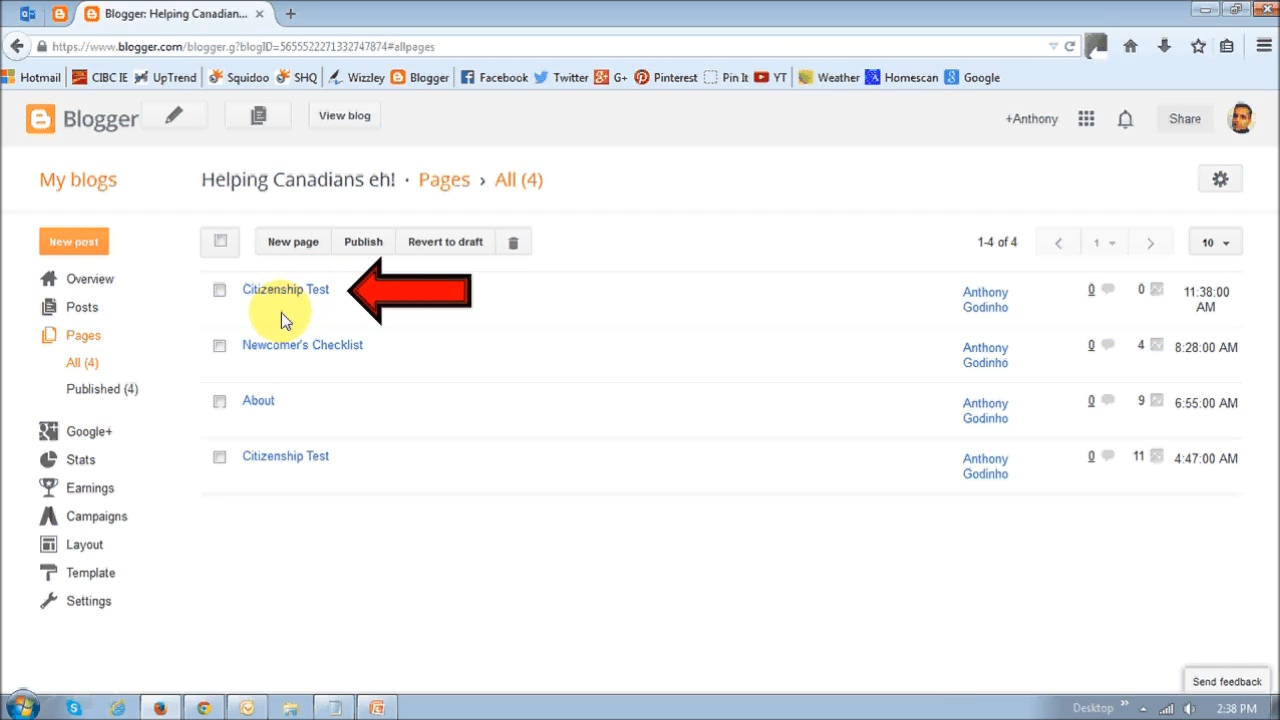 Blogger: Helping Canadian...
https://www.blogger.com/blogger.g?blogID=5655522271332747874#allpages
Hotmail CIBC IE UpTrend Squidoo SHQ Wizzley Blogger Facebook Twitter G+ Pinterest Pin It YT Weather Homescan Google
Blogger View blog +Anthony Share
My blogs Helping Canadians eh! · Pages › All (4)
New post New page Publish Revert to draft 1-4 of 4 1 10
Overview
Posts
Pages
All (4)
Published (4)
Google+
Stats
Earnings
Campaigns
Layout
Template
Settings
Citizenship Test Anthony Godinho 0 0 11:38:00 AM
Newcomer's Checklist Anthony Godinho 0 4 8:28:00 AM
About Anthony Godinho 0 9 6:55:00 AM
Citizenship Test Anthony Godinho 0 11 4:47:00 AM
Send feedback
Desktop 2:38 PM